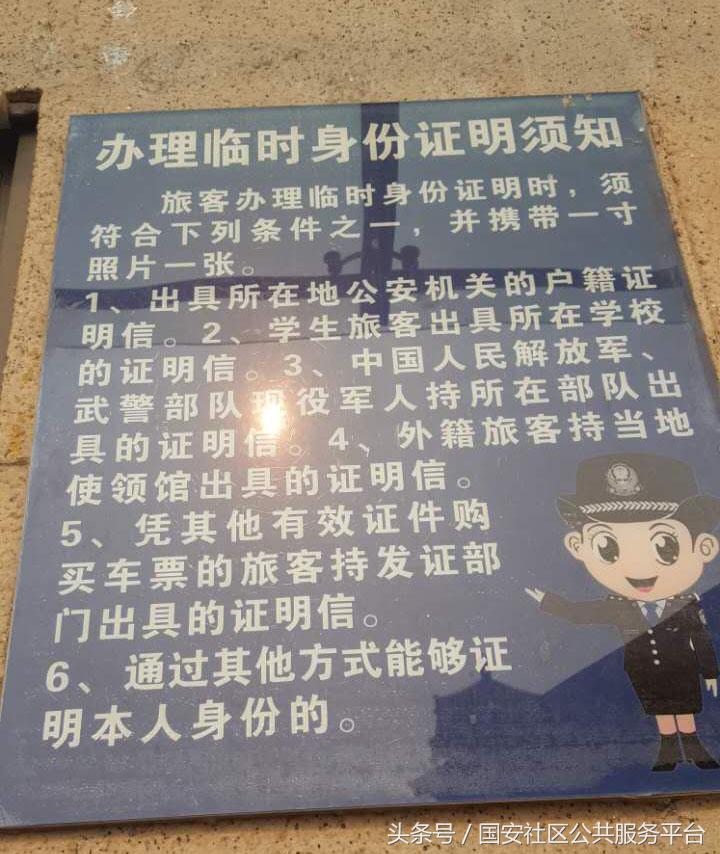 办理临时身份证明须知
旅客办理临时身份证明时，须
符合下列条件之一，并携带一寸
照片一张。
1、出具所在地公安机关的户籍证
明信。2、学生旅客出具所在学校
的证明信。3、中国人民解放军、
武警部队现役军人持所在部队出
具的证明信。4、外籍旅客持当地
使领馆出具的证明信。
5、凭其他有效证件购
买车票的旅客持发证部
门出具的证明信。
6、通过其他方式能够证
明本人身份的。
头条号/国安社区公共服务平台